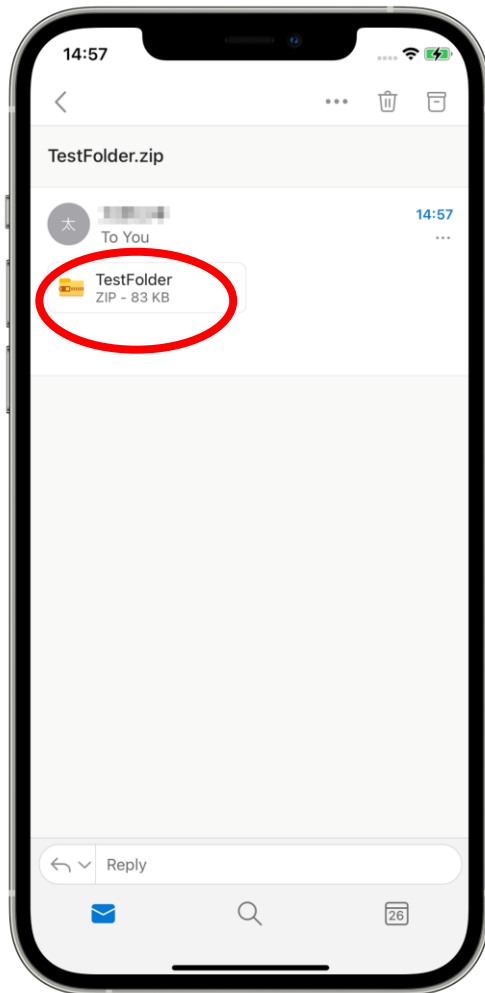 14:57
TestFolder.zip
太
14:57
To You
TestFolder
ZIP - 83 KB
Reply
26